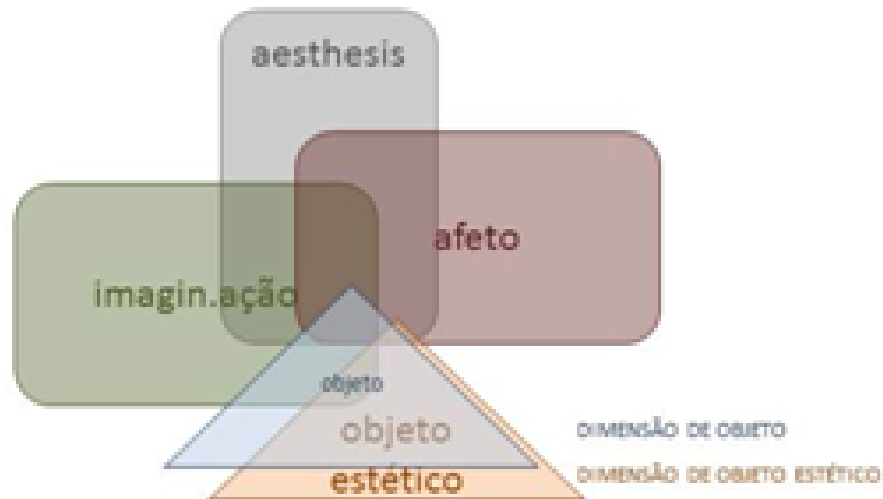 aesthesis
afeto
imagin.ação
objeto
objeto
DIMENSÃO DE OBJETO
estético
DIMENSÃO DE OBJETO ESTÉTICO